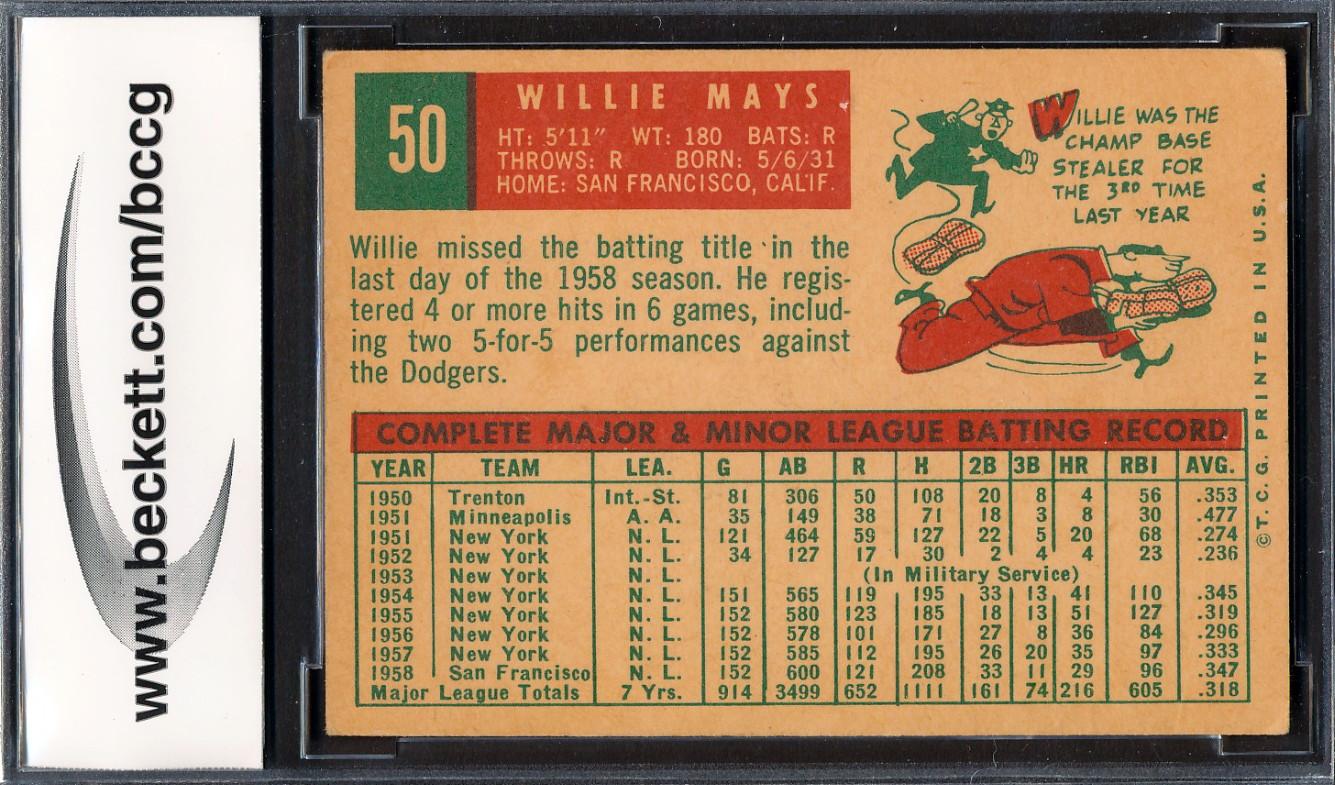 www.beckett.com/bccg
50
WILLIE MAYS
HT: 5'11" WT: 180 BATS: R
THROWS: R BORN: 5/6/31
HOME: SAN FRANCISCO, CALIF.
WILLIE WAS THE
CHAMP BASE
STEALER FOR
THE 3RD TIME
LAST YEAR
Willie missed the batting title in the
last day of the 1958 season. He regis-
tered 4 or more hits in 6 games, includ-
ing two 5-for-5 performances against
the Dodgers.
COMPLETE MAJOR & MINOR LEAGUE BATTING RECORD
YEAR TEAM LEA. G AB R H 2B 3B HR RBI AVG.
1950 Trenton Int.-St. 81 306 50 108 20 8 4 56 .353
1951 Minneapolis A. A. 35 149 38 71 18 3 8 30 .477
1951 New York N. L. 121 464 59 127 22 5 20 68 .274
1952 New York N. L. 34 127 17 30 2 4 4 23 .236
1953 New York N. L. (In Military Service)
1954 New York N. L. 151 565 119 195 33 13 41 110 .345
1955 New York N. L. 152 580 123 185 18 13 51 127 .319
1956 New York N. L. 152 578 101 171 27 8 36 84 .296
1957 New York N. L. 152 585 112 195 26 20 35 97 .333
1958 San Francisco N. L. 152 600 121 208 33 11 29 96 .347
Major League Totals 7 Yrs. 914 3499 652 1111 161 74 216 605 .318
©T. C. G. PRINTED IN U.S.A.